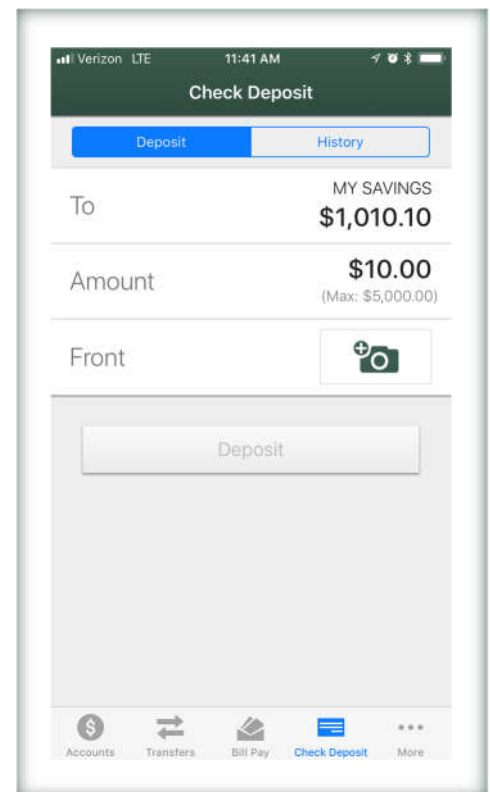 Verizon LTE 11:41 AM
Check Deposit
Deposit History
To MY SAVINGS
$1,010.10
Amount $10.00
(Max: $5,000.00)
Front
Deposit
Accounts Transfers Bill Pay Check Deposit More